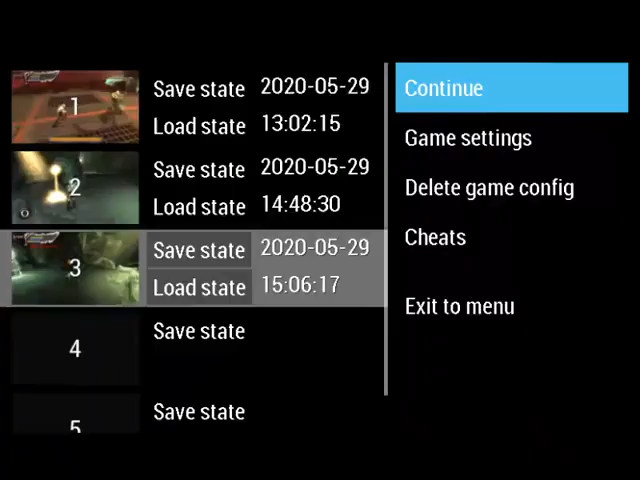 1
Save state 2020-05-29
Load state 13:02:15
2
Save state 2020-05-29
Load state 14:48:30
3
Save state 2020-05-29
Load state 15:06:17
4
Save state
5
Save state
Continue
Game settings
Delete game config
Cheats
Exit to menu